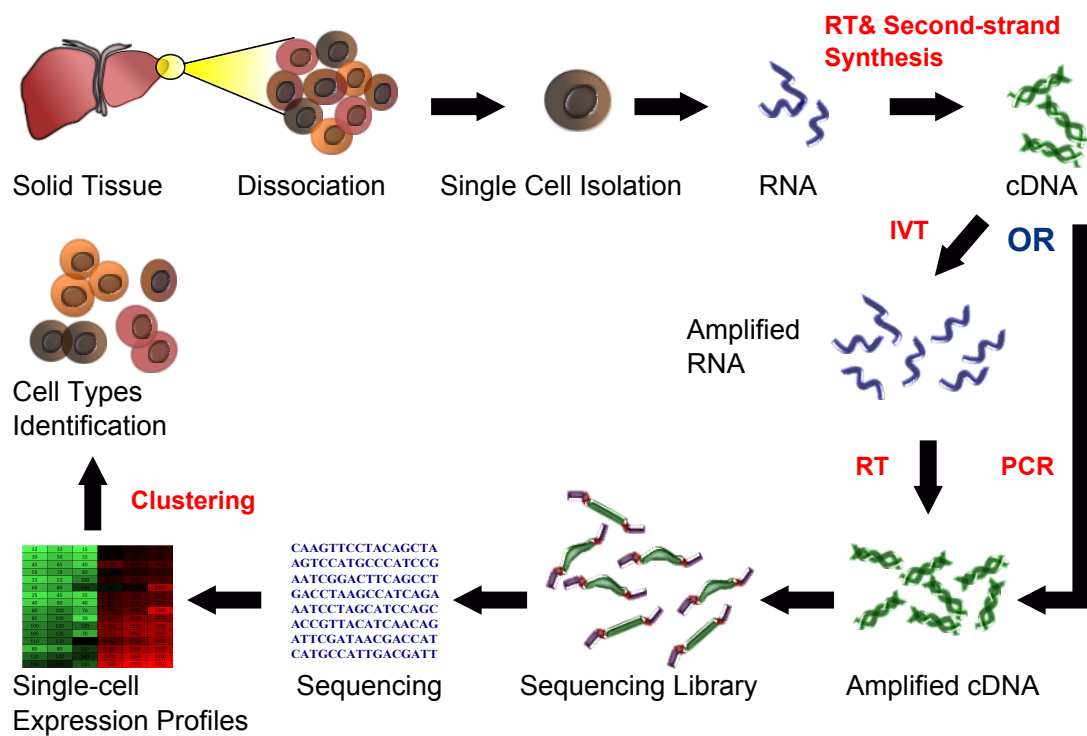 RT& Second-strand
Synthesis
Solid Tissue
Dissociation
Single Cell Isolation
RNA
cDNA
IVT
OR
Amplified
RNA
Cell Types
Identification
RT
PCR
Clustering
CAAGTTCCTACAGCTA
AGTCCATGCCCATCCG
AATCGGACTTCAGCCT
GACCTAAGCCATCAGA
AATCCTAGCATCCAGC
ACCGTTACATCAACAG
ATTCGATAACGACCAT
CATGCCATTGACGATT
Single-cell
Expression Profiles
Sequencing
Sequencing Library
Amplified cDNA